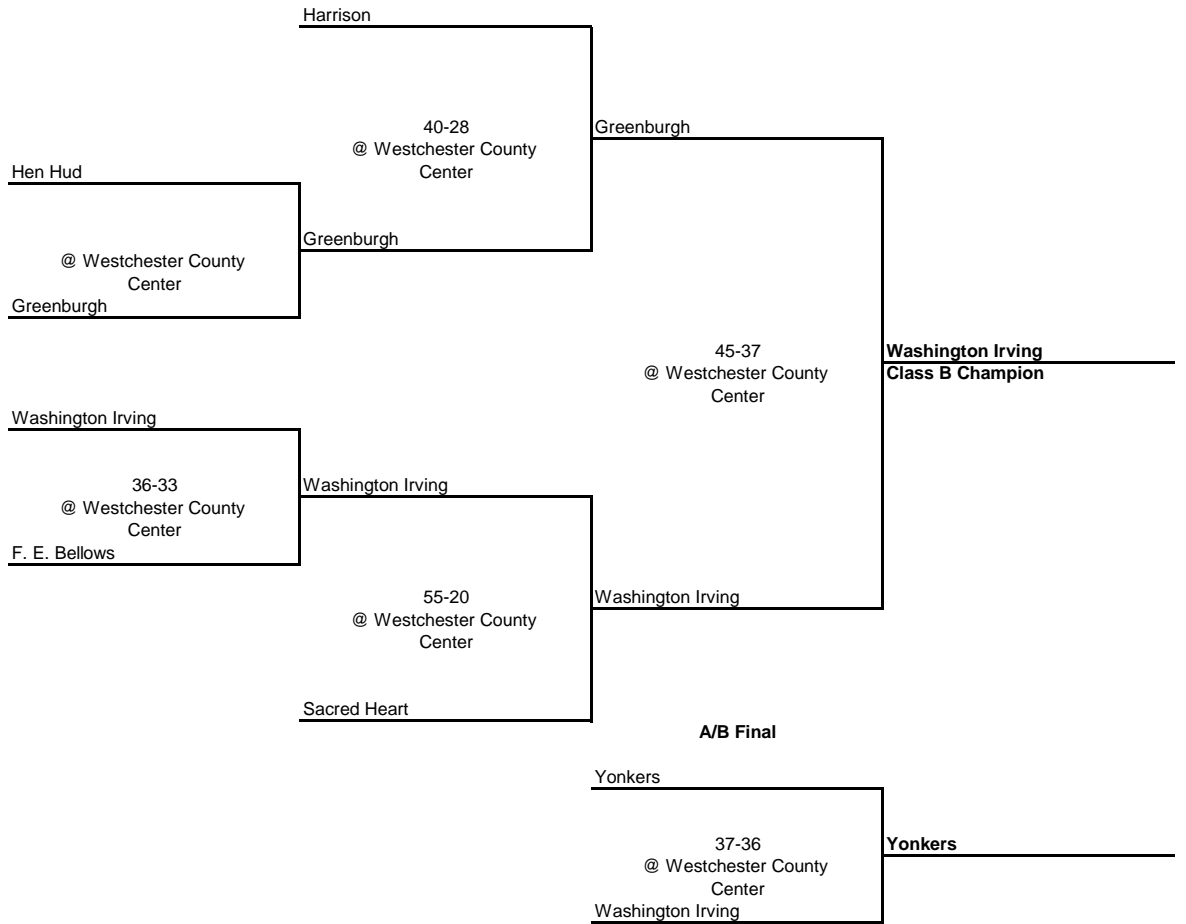 Harrison
40-28
@ Westchester County
Center
Greenburgh
Hen Hud
Greenburgh
@ Westchester County
Center
Greenburgh
45-37
@ Westchester County
Center
Washington Irving
Class B Champion
Washington Irving
36-33
@ Westchester County
Center
Washington Irving
F. E. Bellows
55-20
@ Westchester County
Center
Washington Irving
Sacred Heart
A/B Final
Yonkers
37-36
@ Westchester County
Center
Yonkers
Washington Irving